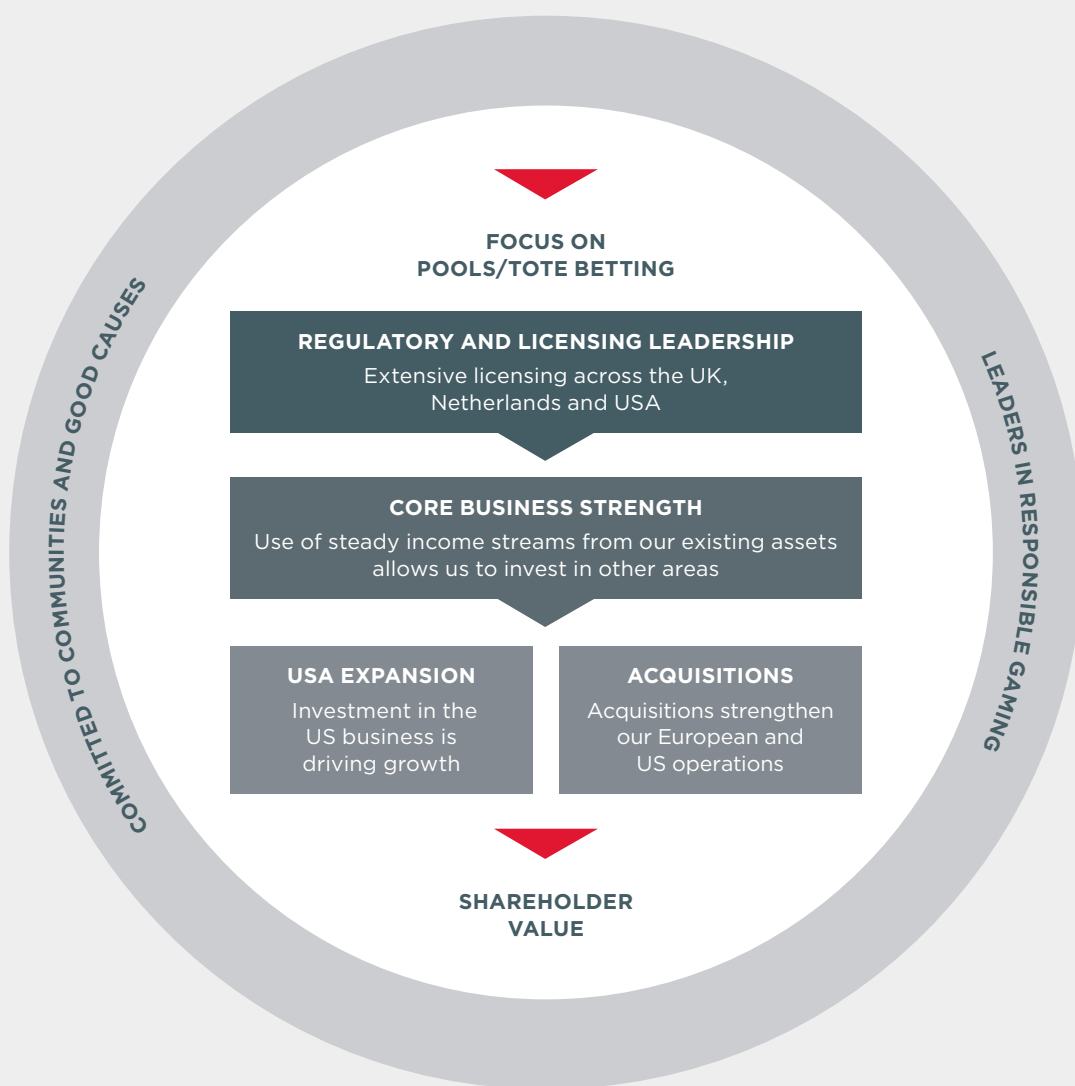 FOCUS ON
POOLS/TOTE BETTING
REGULATORY AND LICENSING LEADERSHIP
Extensive licensing across the UK,
Netherlands and USA
CORE BUSINESS STRENGTH
Use of steady income streams from our existing assets
allows us to invest in other areas
USA EXPANSION
Investment in the
US business is
driving growth
ACQUISITIONS
Acquisitions strengthen
our European and
US operations
SHAREHOLDER
VALUE
COMMITTED TO COMMUNITIES AND GOOD CAUSES
LEADERS IN RESPONSIBLE GAMING